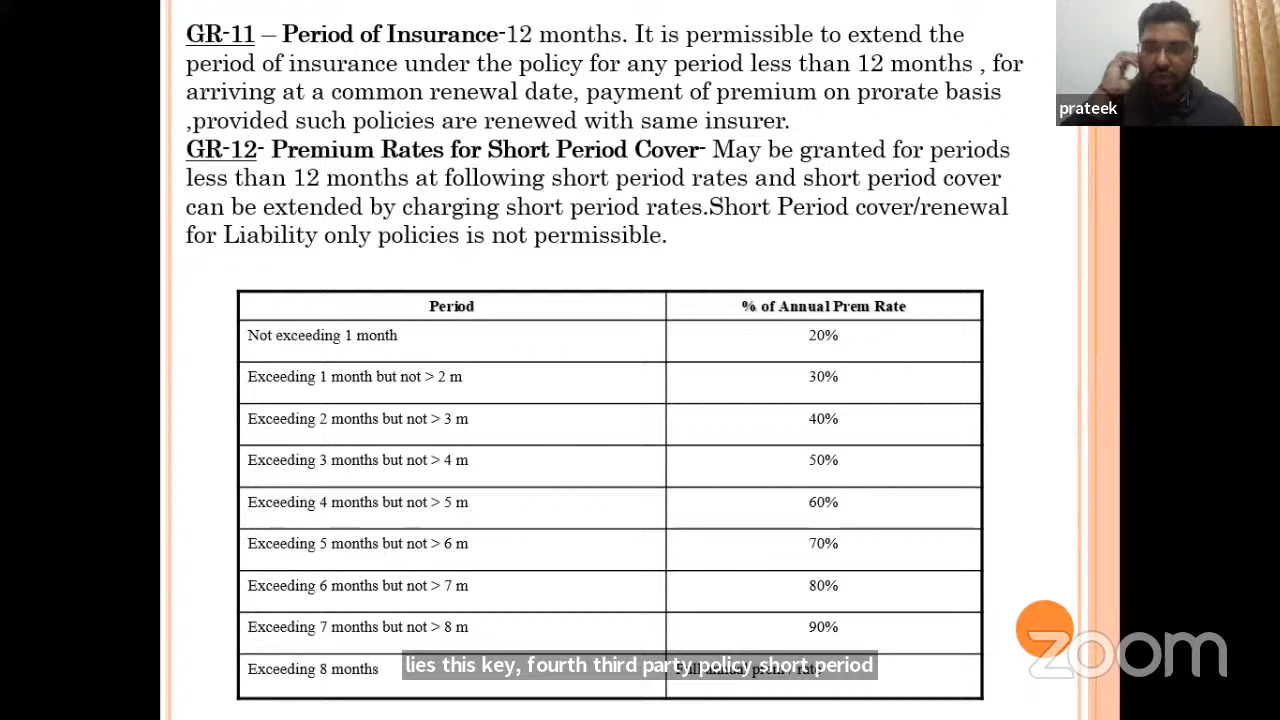 GR-11 – Period of Insurance-12 months. It is permissible to extend the
period of insurance under the policy for any period less than 12 months , for
arriving at a common renewal date, payment of premium on prorate basis
,provided such policies are renewed with same insurer.
GR-12- Premium Rates for Short Period Cover- May be granted for periods
less than 12 months at following short period rates and short period cover
can be extended by charging short period rates.Short Period cover/renewal
for Liability only policies is not permissible.
prateek
Period % of Annual Prem Rate
Not exceeding 1 month 20%
Exceeding 1 month but not > 2 m 30%
Exceeding 2 months but not > 3 m 40%
Exceeding 3 months but not > 4 m 50%
Exceeding 4 months but not > 5 m 60%
Exceeding 5 months but not > 6 m 70%
Exceeding 6 months but not > 7 m 80%
Exceeding 7 months but not > 8 m 90%
Exceeding 8 months
lies this key, fourth third party policy short period
zoom